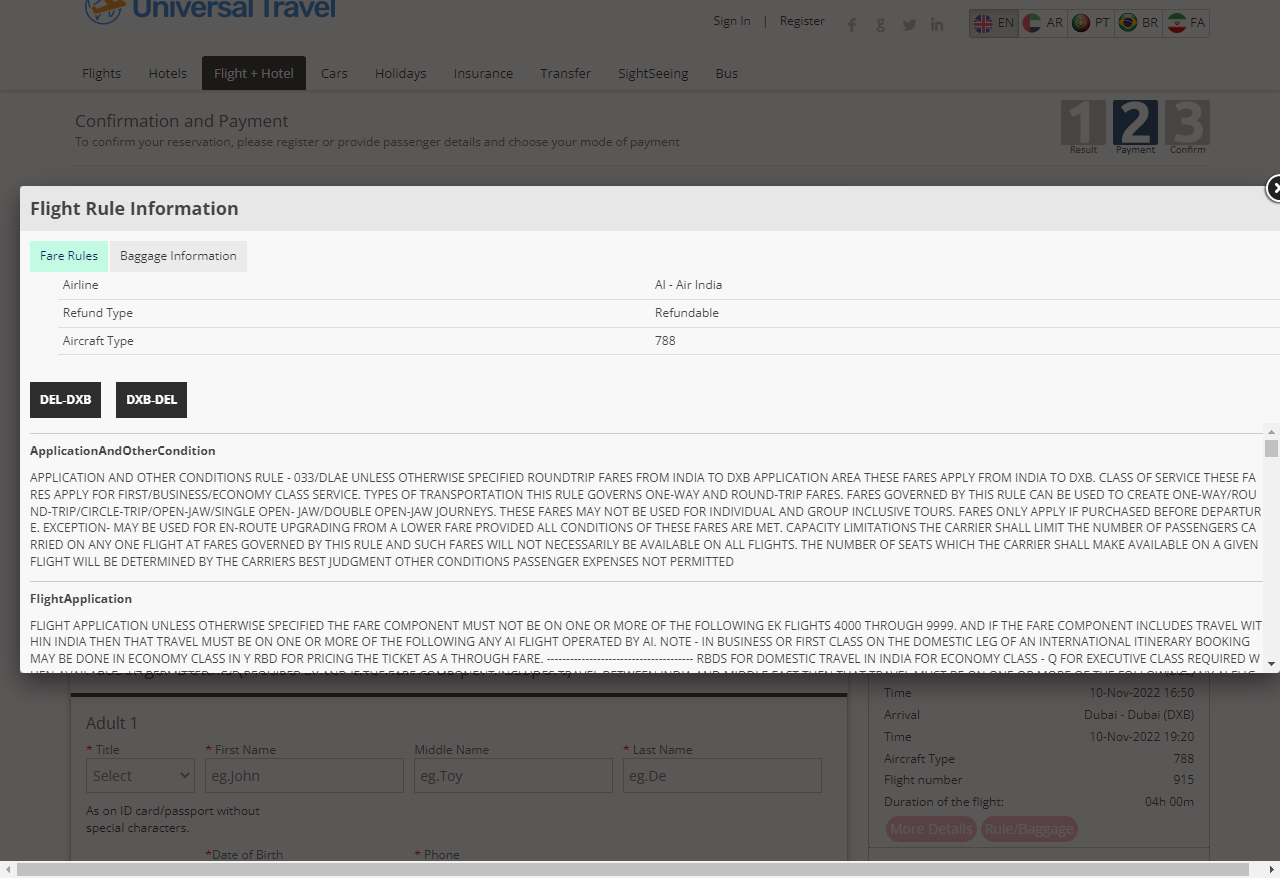 Universal Travel
Sign In | Register
EN AR PT BR FA
Flights Hotels Flight + Hotel Cars Holidays Insurance Transfer SightSeeing Bus
Confirmation and Payment
To confirm your reservation, please register or provide passenger details and choose your mode of payment
1 2 3
Result Payment Confirm
Flight Rule Information
Fare Rules Baggage Information
Airline AI - Air India
Refund Type Refundable
Aircraft Type 788
DEL-DXB DXB-DEL
ApplicationAndOtherCondition
APPLICATION AND OTHER CONDITIONS RULE - 033/DLAE UNLESS OTHERWISE SPECIFIED ROUNDTRIP FARES FROM INDIA TO DXB APPLICATION AREA THESE FARES APPLY FROM INDIA TO DXB. CLASS OF SERVICE THESE FA
RES APPLY FOR FIRST/BUSINESS/ECONOMY CLASS SERVICE. TYPES OF TRANSPORTATION THIS RULE GOVERNS ONE-WAY AND ROUND-TRIP FARES. FARES GOVERNED BY THIS RULE CAN BE USED TO CREATE ONE-WAY/ROU
ND-TRIP/CIRCLE-TRIP/OPEN-JAW/SINGLE OPEN- JAW/DOUBLE OPEN-JAW JOURNEYS. THESE FARES MAY NOT BE USED FOR INDIVIDUAL AND GROUP INCLUSIVE TOURS. FARES ONLY APPLY IF PURCHASED BEFORE DEPARTUR
E. EXCEPTION- MAY BE USED FOR EN-ROUTE UPGRADING FROM A LOWER FARE PROVIDED ALL CONDITIONS OF THESE FARES ARE MET. CAPACITY LIMITATIONS THE CARRIER SHALL LIMIT THE NUMBER OF PASSENGERS CA
RRIED ON ANY ONE FLIGHT AT FARES GOVERNED BY THIS RULE AND SUCH FARES WILL NOT NECESSARILY BE AVAILABLE ON ALL FLIGHTS. THE NUMBER OF SEATS WHICH THE CARRIER SHALL MAKE AVAILABLE ON A GIVEN
FLIGHT WILL BE DETERMINED BY THE CARRIERS BEST JUDGMENT OTHER CONDITIONS PASSENGER EXPENSES NOT PERMITTED
FlightApplication
FLIGHT APPLICATION UNLESS OTHERWISE SPECIFIED THE FARE COMPONENT MUST NOT BE ON ONE OR MORE OF THE FOLLOWING EK FLIGHTS 4000 THROUGH 9999. AND IF THE FARE COMPONENT INCLUDES TRAVEL WIT
HIN INDIA THEN THAT TRAVEL MUST BE ON ONE OR MORE OF THE FOLLOWING ANY AI FLIGHT OPERATED BY AI. NOTE - IN BUSINESS OR FIRST CLASS ON THE DOMESTIC LEG OF AN INTERNATIONAL ITINERARY BOOKING
MAY BE DONE IN ECONOMY CLASS IN Y RBD FOR PRICING THE TICKET AS A THROUGH FARE. -------------------------------------- RBDS FOR DOMESTIC TRAVEL IN INDIA FOR ECONOMY CLASS - Q FOR EXECUTIVE CLASS REQUIRED W
Time 10-Nov-2022 16:50
Arrival Dubai - Dubai (DXB)
Time 10-Nov-2022 19:20
Aircraft Type 788
Flight number 915
Duration of the flight: 04h 00m
More Details Rule/Baggage
Adult 1
* Title * First Name Middle Name * Last Name
Select eg.John eg.Toy eg.De
As on ID card/passport without
special characters.
*Date of Birth * Phone